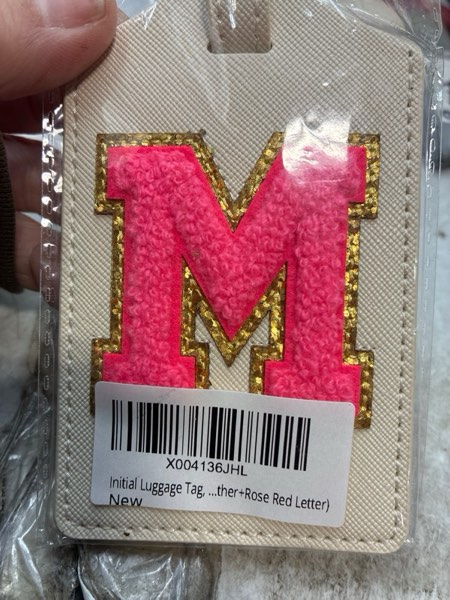 M
X004136JHL
Initial Luggage Tag, ...ther+Rose Red Letter)
New